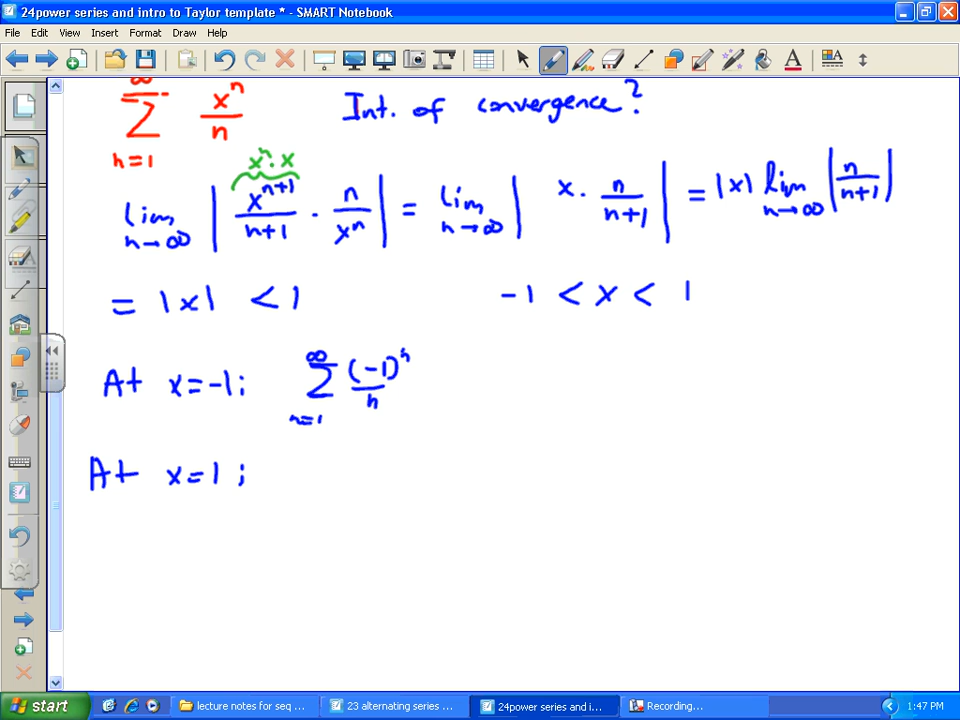 24power series and intro to Taylor template * - SMART Notebook
File Edit View Insert Format Draw Help
∞
∑ xⁿ/n Int. of convergence?
n=1
xⁿ·x
lim n→∞ | xⁿ⁺¹/n+1 · n/xⁿ | = lim n→∞ | x · n/n+1 | = |x| lim n→∞ | n/n+1 |
= |x| < 1 -1 < x < 1
At x=-1; ∞ ∑ n=1 (-1)ⁿ/n
At x=1;
start lecture notes for seq ... 23 alternating series ... 24power series and i... Recording... 1:47 PM